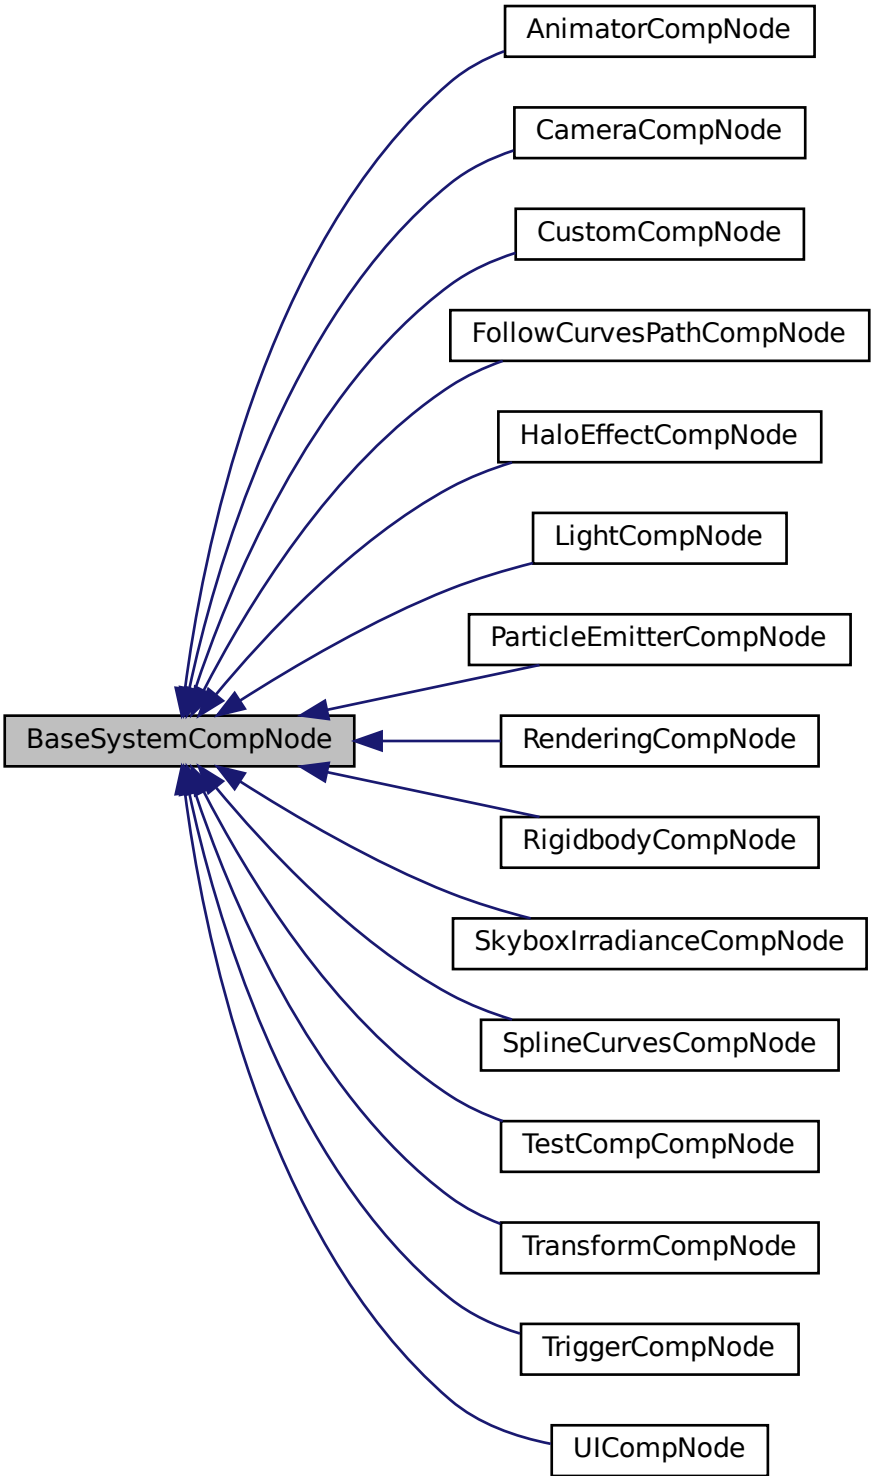 AnimatorCompNode
CameraCompNode
CustomCompNode
FollowCurvesPathCompNode
HaloEffectCompNode
LightCompNode
ParticleEmitterCompNode
BaseSystemCompNode
RenderingCompNode
RigidbodyCompNode
SkyboxIrradianceCompNode
SplineCurvesCompNode
TestCompCompNode
TransformCompNode
TriggerCompNode
UICompNode